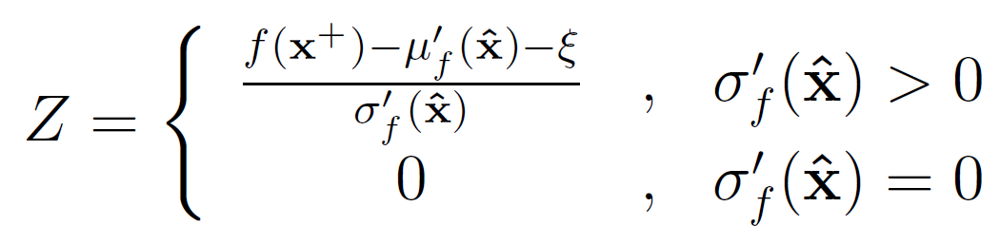 Z = { (f(x⁺)−μ′_f(x̂)−ξ) / σ′_f(x̂) , σ′_f(x̂) > 0
0 , σ′_f(x̂) = 0